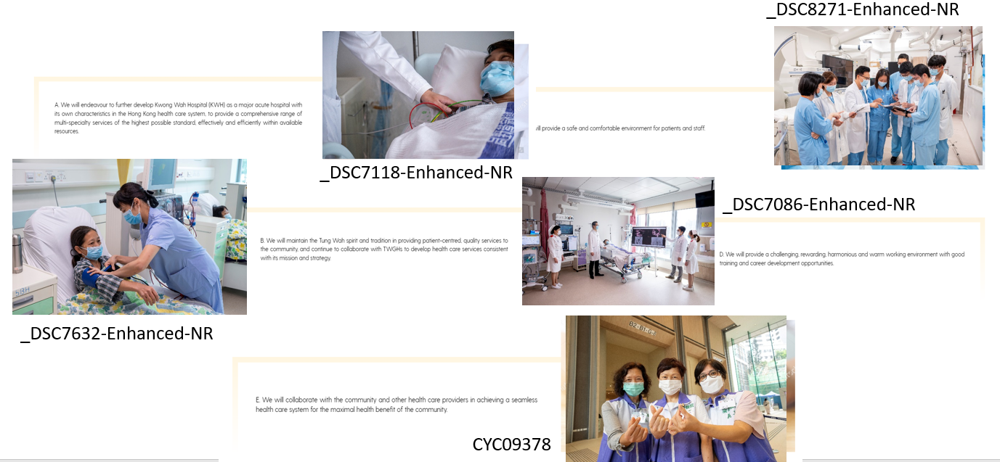 _DSC8271-Enhanced-NR
A. We will endeavour to further develop Kwong Wah Hospital (KWH) as a major acute hospital with
its own characteristics in the Hong Kong health care system, to provide a comprehensive range of
multi-specialty services of the highest possible standard, effectively and efficiently within available
resources.
will provide a safe and comfortable environment for patients and staff.
_DSC7118-Enhanced-NR
_DSC7086-Enhanced-NR
B. We will maintain the Tung Wah spirit and tradition in providing patient-centred, quality services to
the community, and continue to collaborate with TWGHs to develop health care services consistent
with its mission and strategy.
D. We will provide a challenging, rewarding, harmonious and warm working environment with good
training and career development opportunities.
_DSC7632-Enhanced-NR
E. We will collaborate with the community and other health care providers in achieving a seamless
health care system for the maximal health benefit of the community.
CYC09378